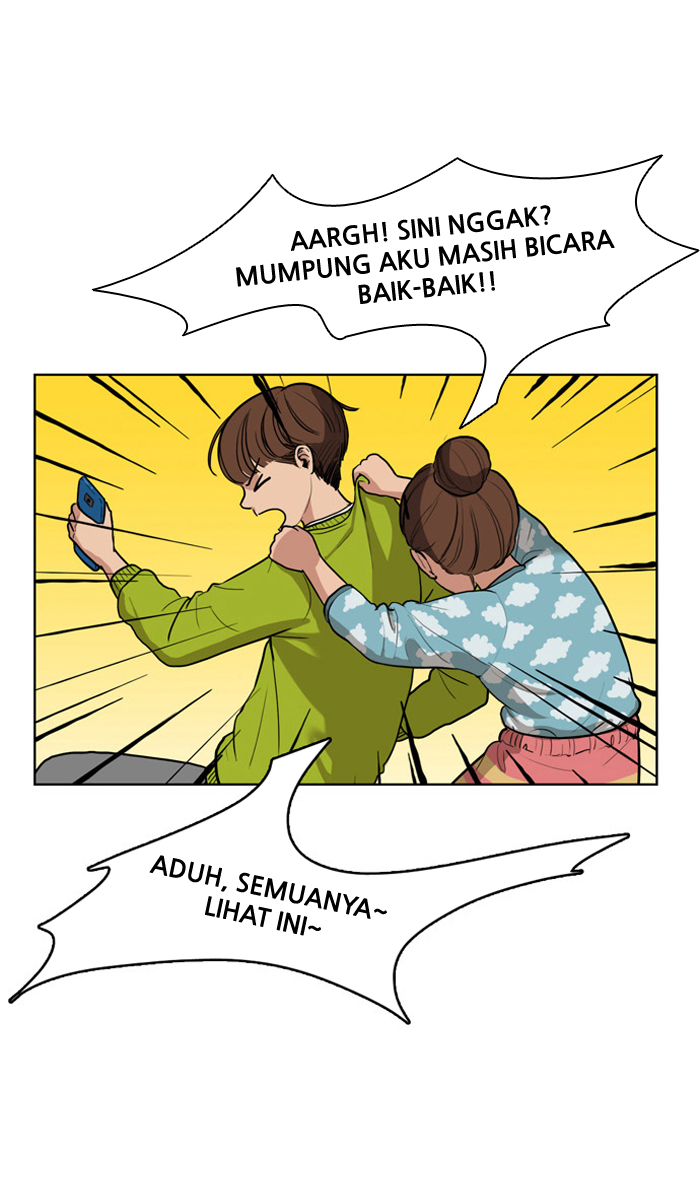 AARGH! SINI NGGAK?
MUMPUNG AKU MASIH BICARA
BAIK-BAIK!!
ADUH, SEMUANYA~
LIHAT INI~